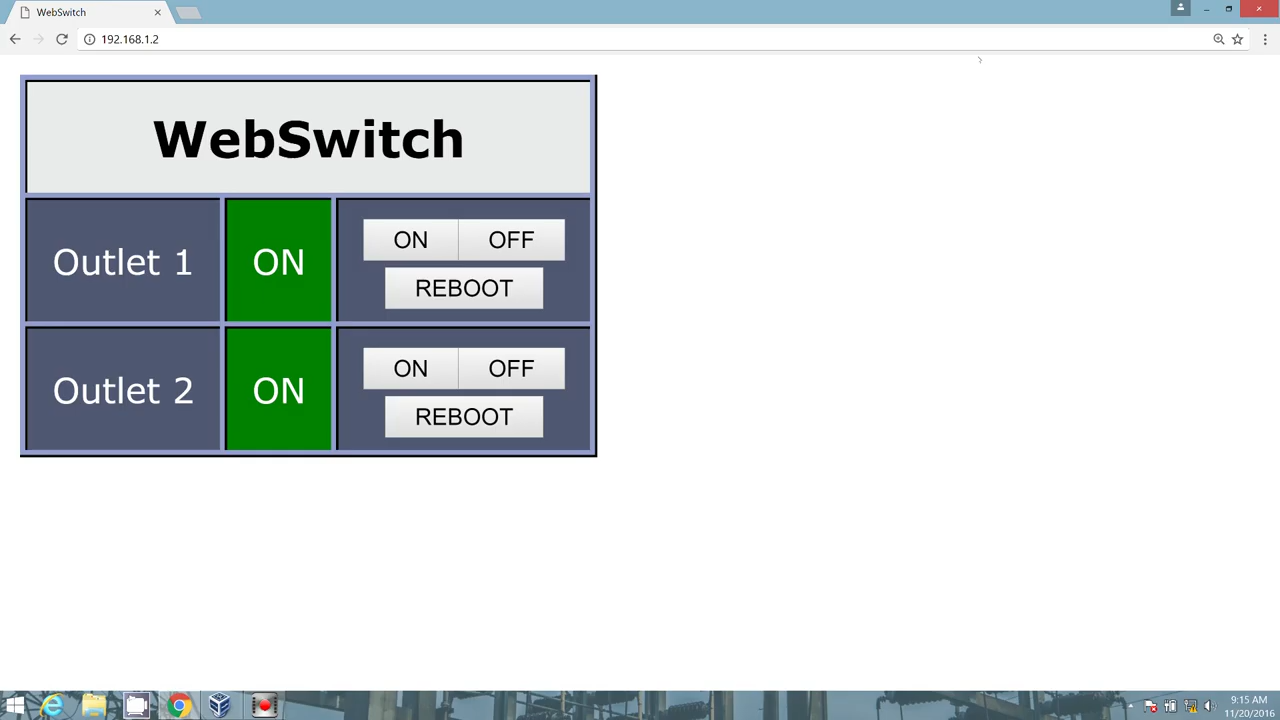 WebSwitch
192.168.1.2
WebSwitch
Outlet 1 ON ON OFF
REBOOT
Outlet 2 ON ON OFF
REBOOT
9:15 AM
11/20/2016